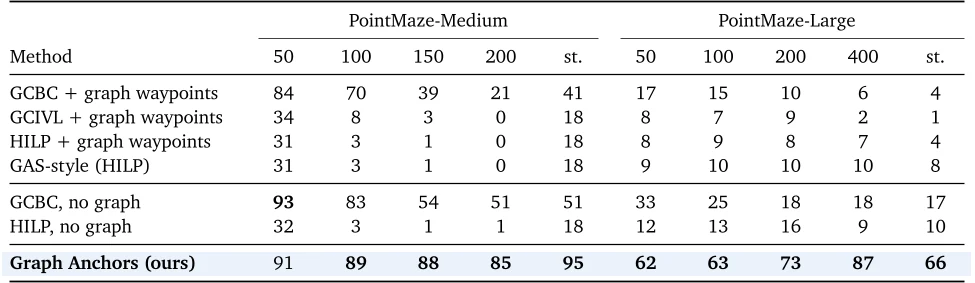 PointMaze-Medium PointMaze-Large
Method 50 100 150 200 st. 50 100 200 400 st.
GCBC + graph waypoints 84 70 39 21 41 17 15 10 6 4
GCIVL + graph waypoints 34 8 3 0 18 8 7 9 2 1
HILP + graph waypoints 31 3 1 0 18 8 9 8 7 4
GAS-style (HILP) 31 3 1 0 18 9 10 10 10 8
GCBC, no graph 93 83 54 51 51 33 25 18 18 17
HILP, no graph 32 3 1 1 18 12 13 16 9 10
Graph Anchors (ours) 91 89 88 85 95 62 63 73 87 66